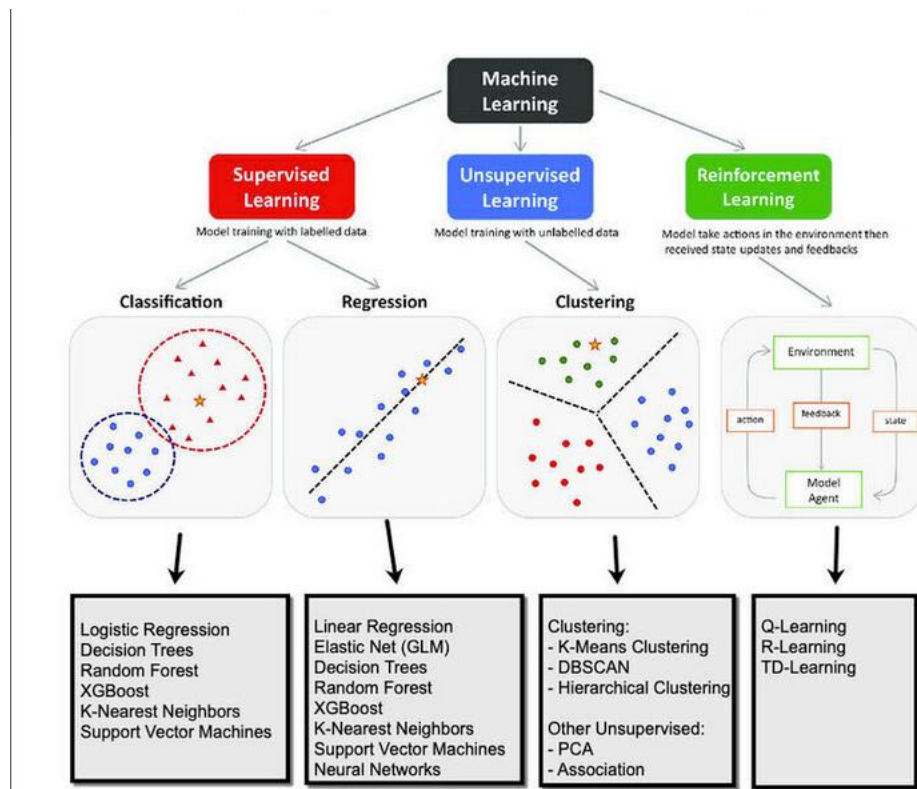 Machine
Learning
Supervised
Learning
Unsupervised
Learning
Reinforcement
Learning
Model training with labelled data
Model training with unlabelled data
Model take actions in the environment then
received state updates and feedbacks
Classification
Regression
Clustering
Environment
action
feedback
state
Model
Agent
Logistic Regression
Decision Trees
Random Forest
XGBoost
K-Nearest Neighbors
Support Vector Machines
Linear Regression
Elastic Net (GLM)
Decision Trees
Random Forest
XGBoost
K-Nearest Neighbors
Support Vector Machines
Neural Networks
Clustering:
- K-Means Clustering
- DBSCAN
- Hierarchical Clustering
Other Unsupervised:
- PCA
- Association
Q-Learning
R-Learning
TD-Learning